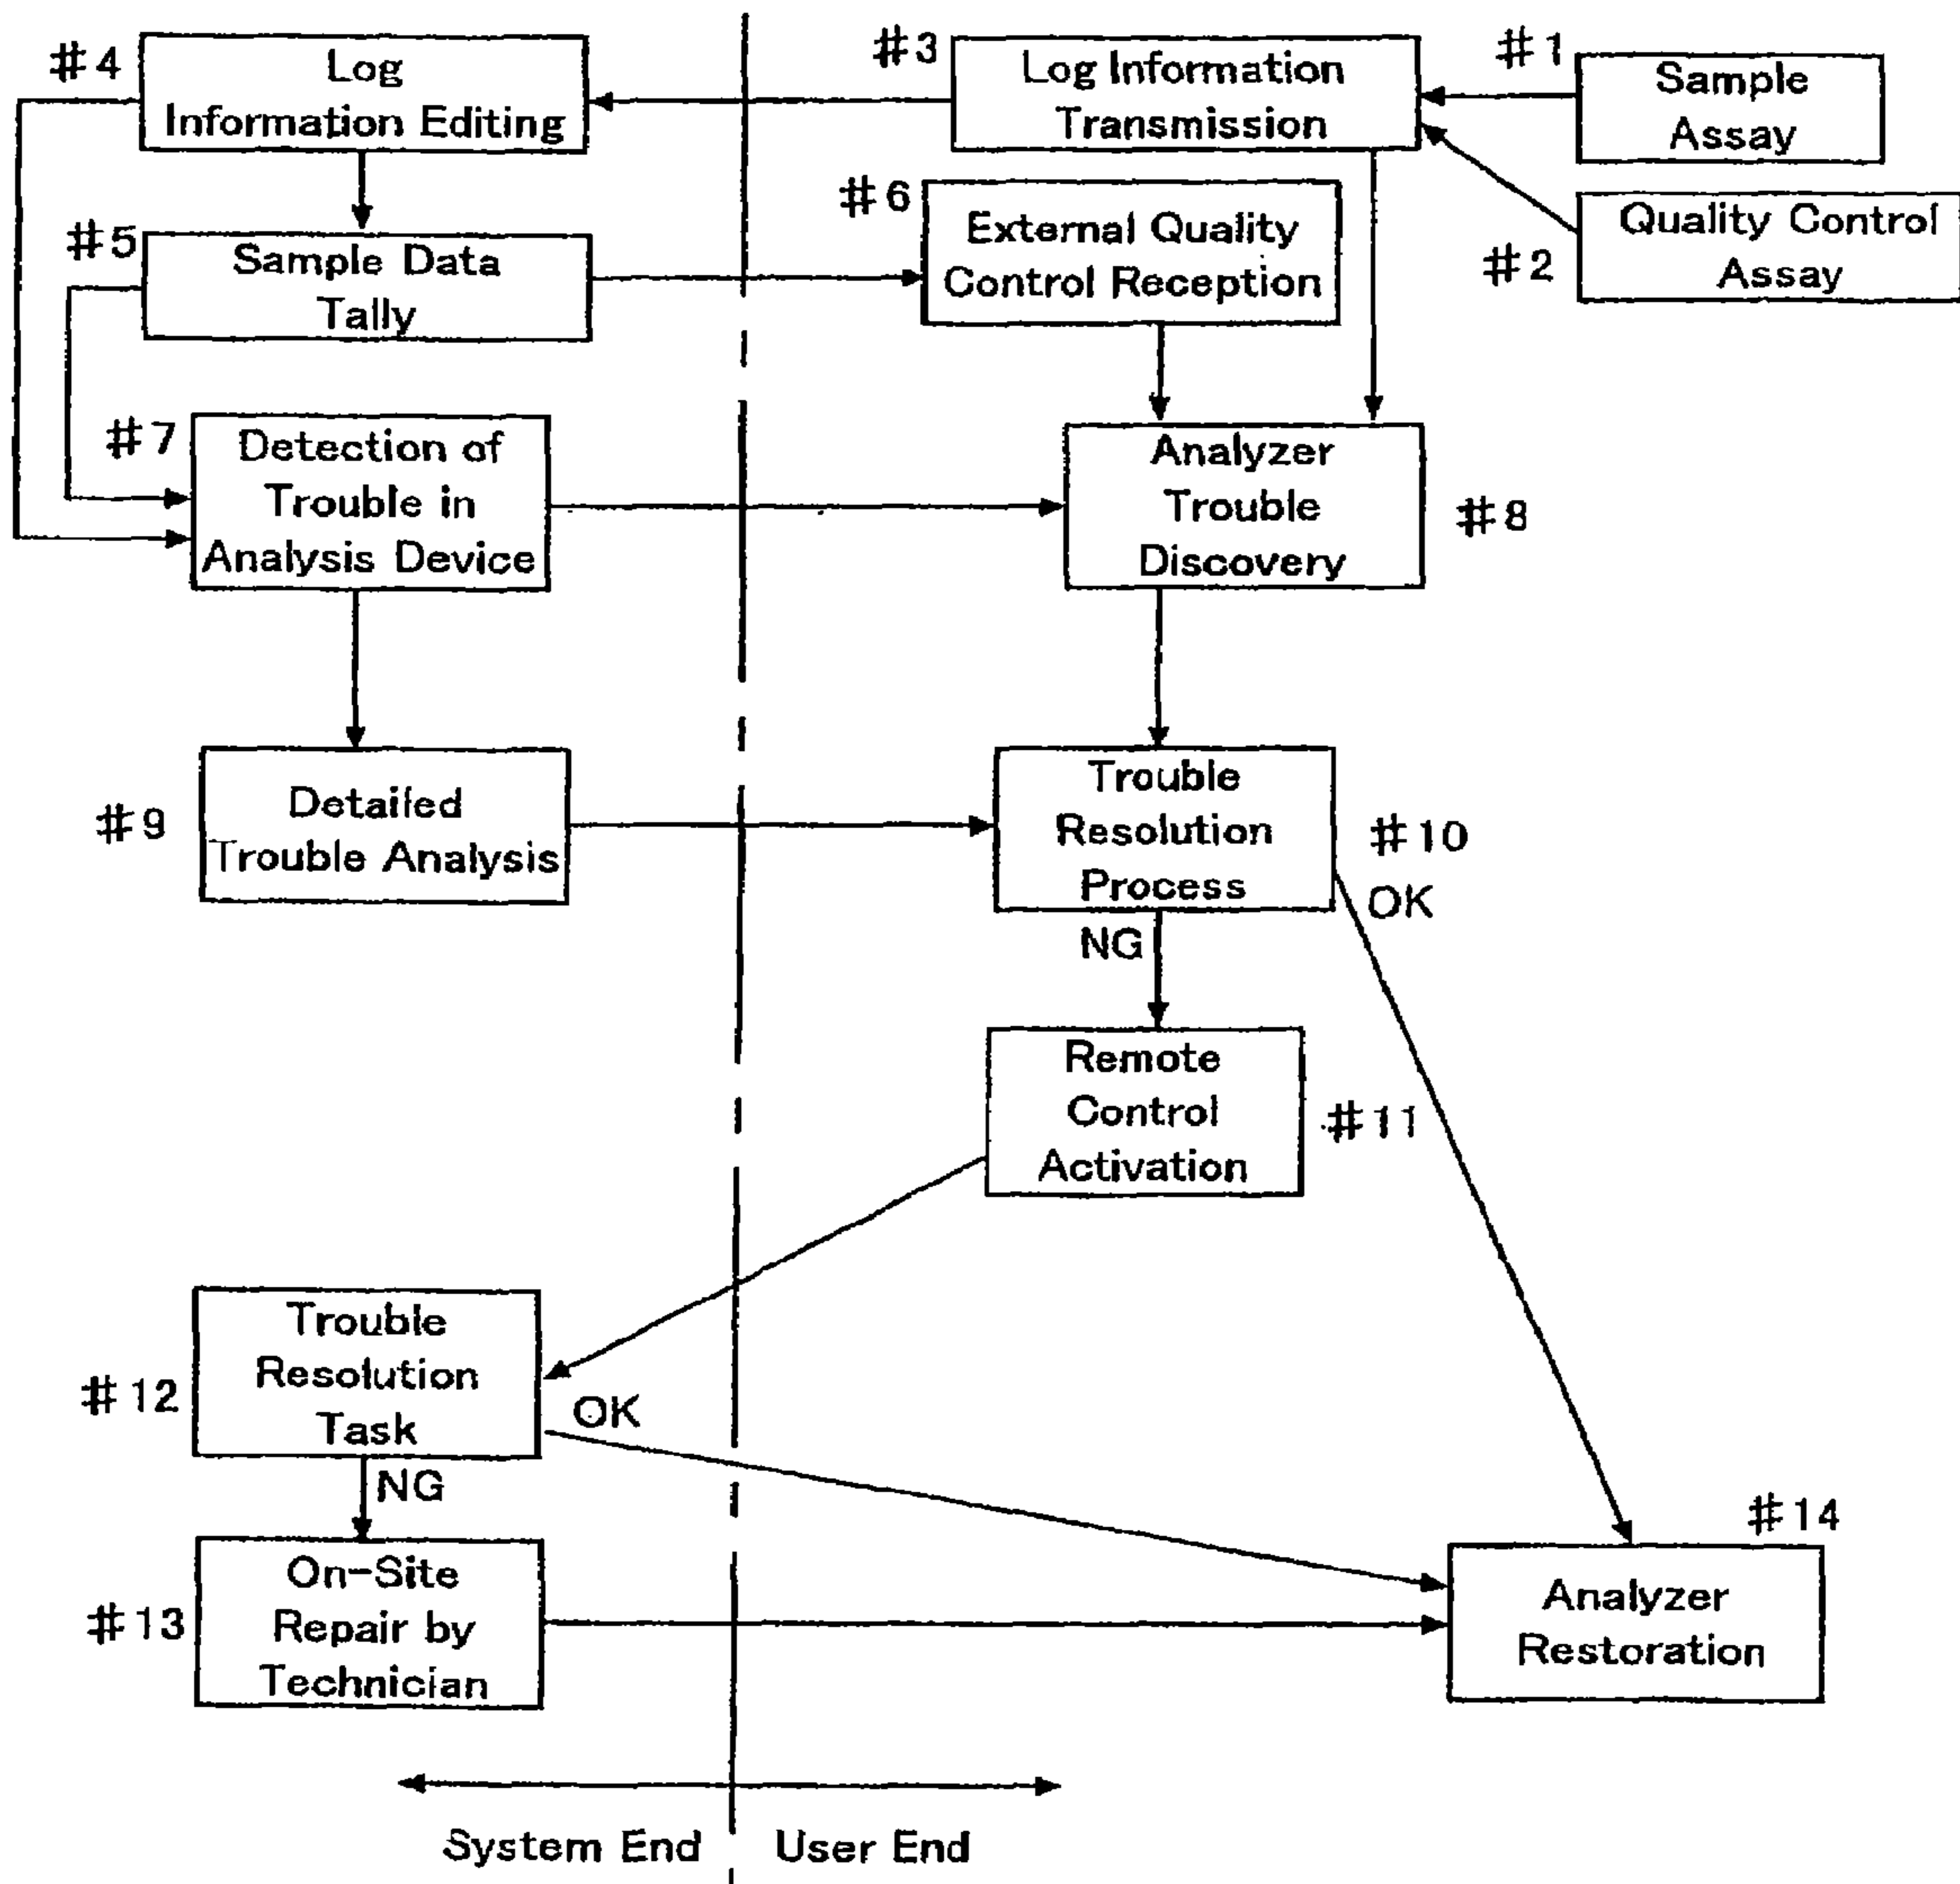 #4
Log
Information Editing
#3
Log Information
Transmission
#1
Sample
Assay
#2
Quality Control
Assay
#5
Sample Data
Tally
#6
External Quality
Control Reception
#7
Detection of
Trouble in
Analysis Device
Analyzer
Trouble
Discovery
#8
#9
Detailed
Trouble Analysis
Trouble
Resolution
Process
#10
OK
NG
Remote
Control
Activation
#11
#12
Trouble
Resolution
Task
OK
NG
#13
On-Site
Repair by
Technician
#14
Analyzer
Restoration
System End
User End